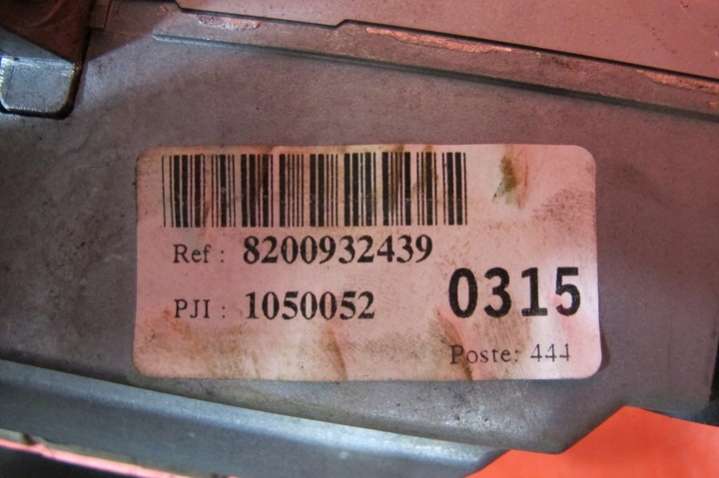 Ref : 8200932439
PJI : 1050052
0315
Poste: 444